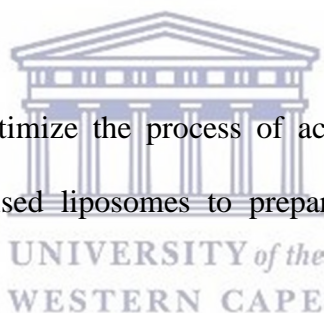 timize the process of ac
sed liposomes to prepar
UNIVERSITY of the
WESTERN CAPE